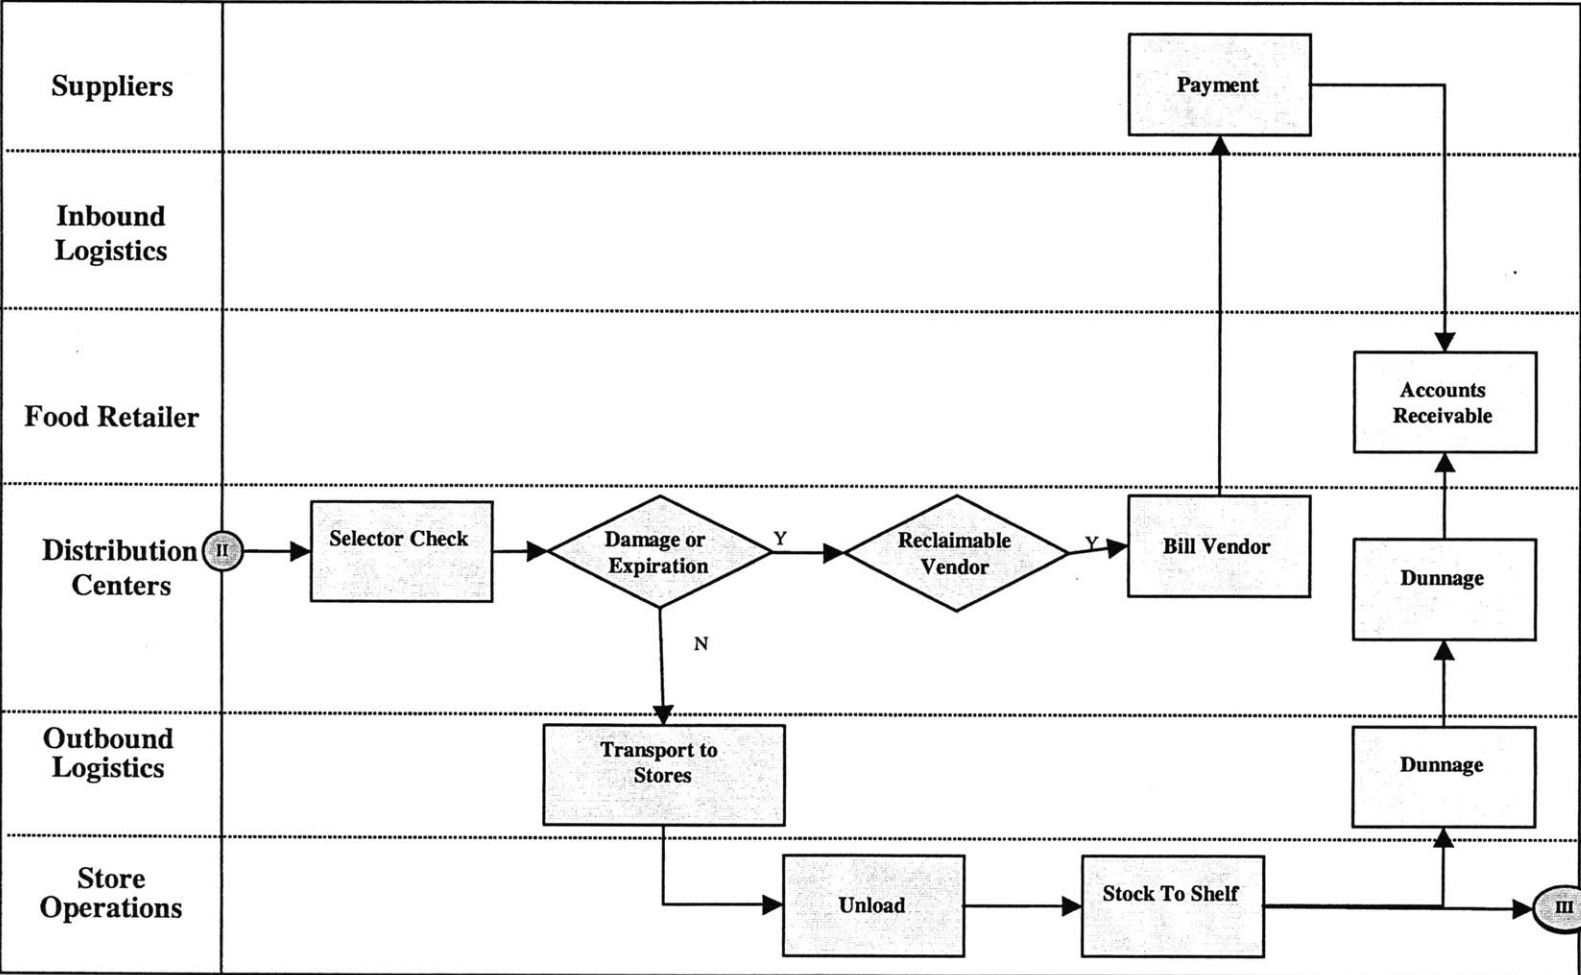 Suppliers
Payment
Inbound
Logistics
Food Retailer
Accounts
Receivable
Distribution
Centers
II
Selector Check
Damage or
Expiration
Y
Reclaimable
Vendor
Y
Bill Vendor
Dunnage
N
Outbound
Logistics
Transport to
Stores
Dunnage
Store
Operations
Unload
Stock To Shelf
III